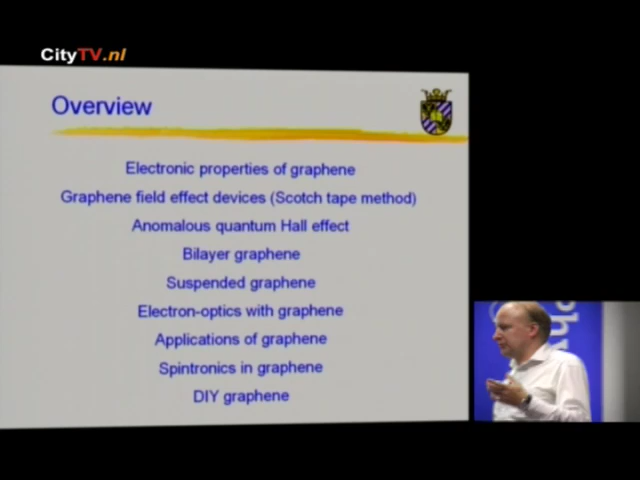 CityTV.nl
Overview
Electronic properties of graphene
Graphene field effect devices (Scotch tape method)
Anomalous quantum Hall effect
Bilayer graphene
Suspended graphene
Electron-optics with graphene
Applications of graphene
Spintronics in graphene
DIY graphene